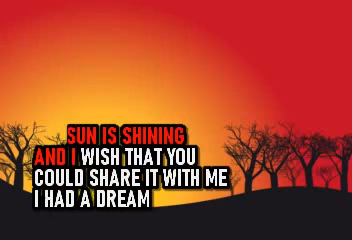 SUN IS SHINING
AND I WISH THAT YOU
COULD SHARE IT WITH ME
I HAD A DREAM